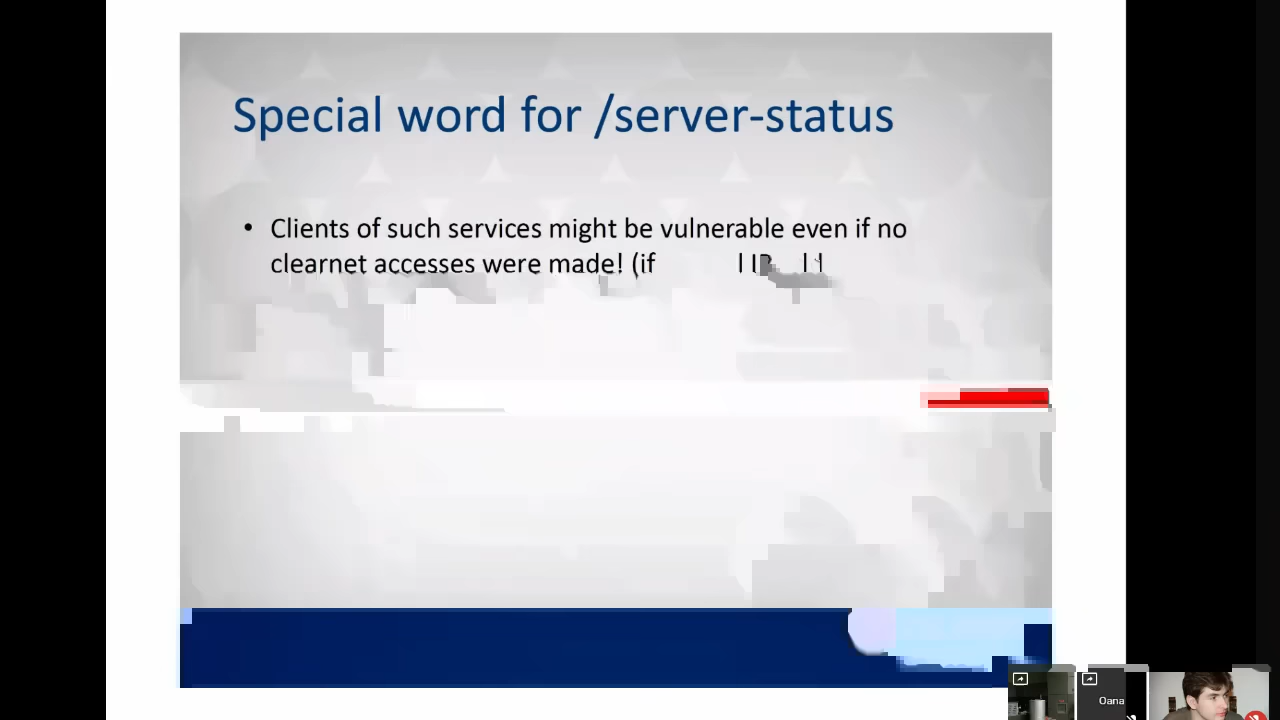 Special word for /server-status
• Clients of such services might be vulnerable even if no
clearnet accesses were made! (if
Oana